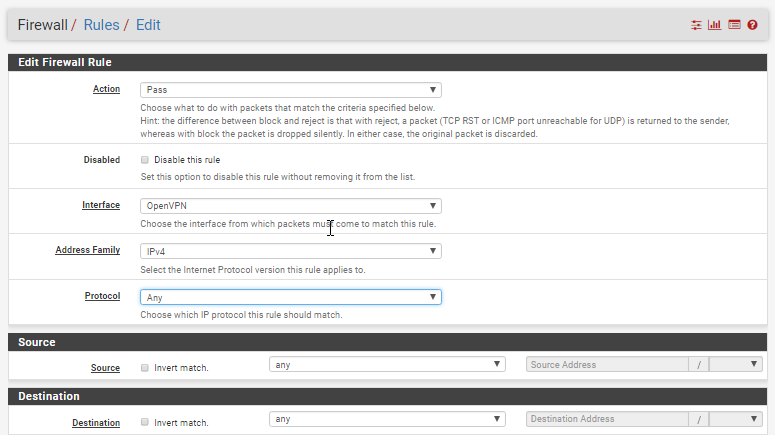 Firewall / Rules / Edit
Edit Firewall Rule
Action
Pass
Choose what to do with packets that match the criteria specified below.
Hint: the difference between block and reject is that with reject, a packet (TCP RST or ICMP port unreachable for UDP) is returned to the sender,
whereas with block the packet is dropped silently. In either case, the original packet is discarded.
Disabled
Disable this rule
Set this option to disable this rule without removing it from the list.
Interface
OpenVPN
Choose the interface from which packets must come to match this rule.
Address Family
IPv4
Select the Internet Protocol version this rule applies to.
Protocol
Any
Choose which IP protocol this rule should match.
Source
Source
Invert match.
any
Source Address
/
Destination
Destination
Invert match.
any
Destination Address
/